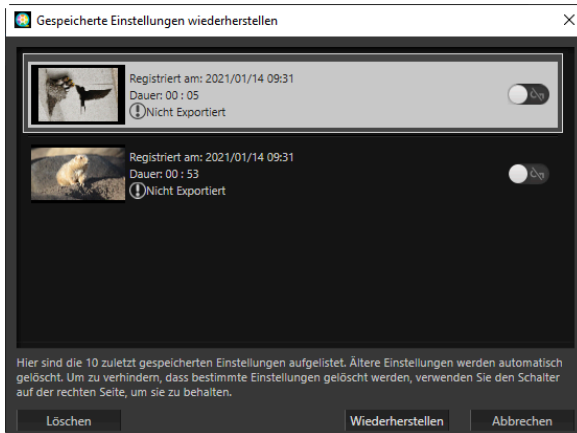 Gespeicherte Einstellungen wiederherstellen
Registriert am: 2021/01/14 09:31
Dauer: 00 : 05
Nicht Exportiert
Registriert am: 2021/01/14 09:31
Dauer: 00 : 53
Nicht Exportiert
Hier sind die 10 zuletzt gespeicherten Einstellungen aufgelistet. Ältere Einstellungen werden automatisch
gelöscht. Um zu verhindern, dass bestimmte Einstellungen gelöscht werden, verwenden Sie den Schalter
auf der rechten Seite, um sie zu behalten.
Löschen Wiederherstellen Abbrechen